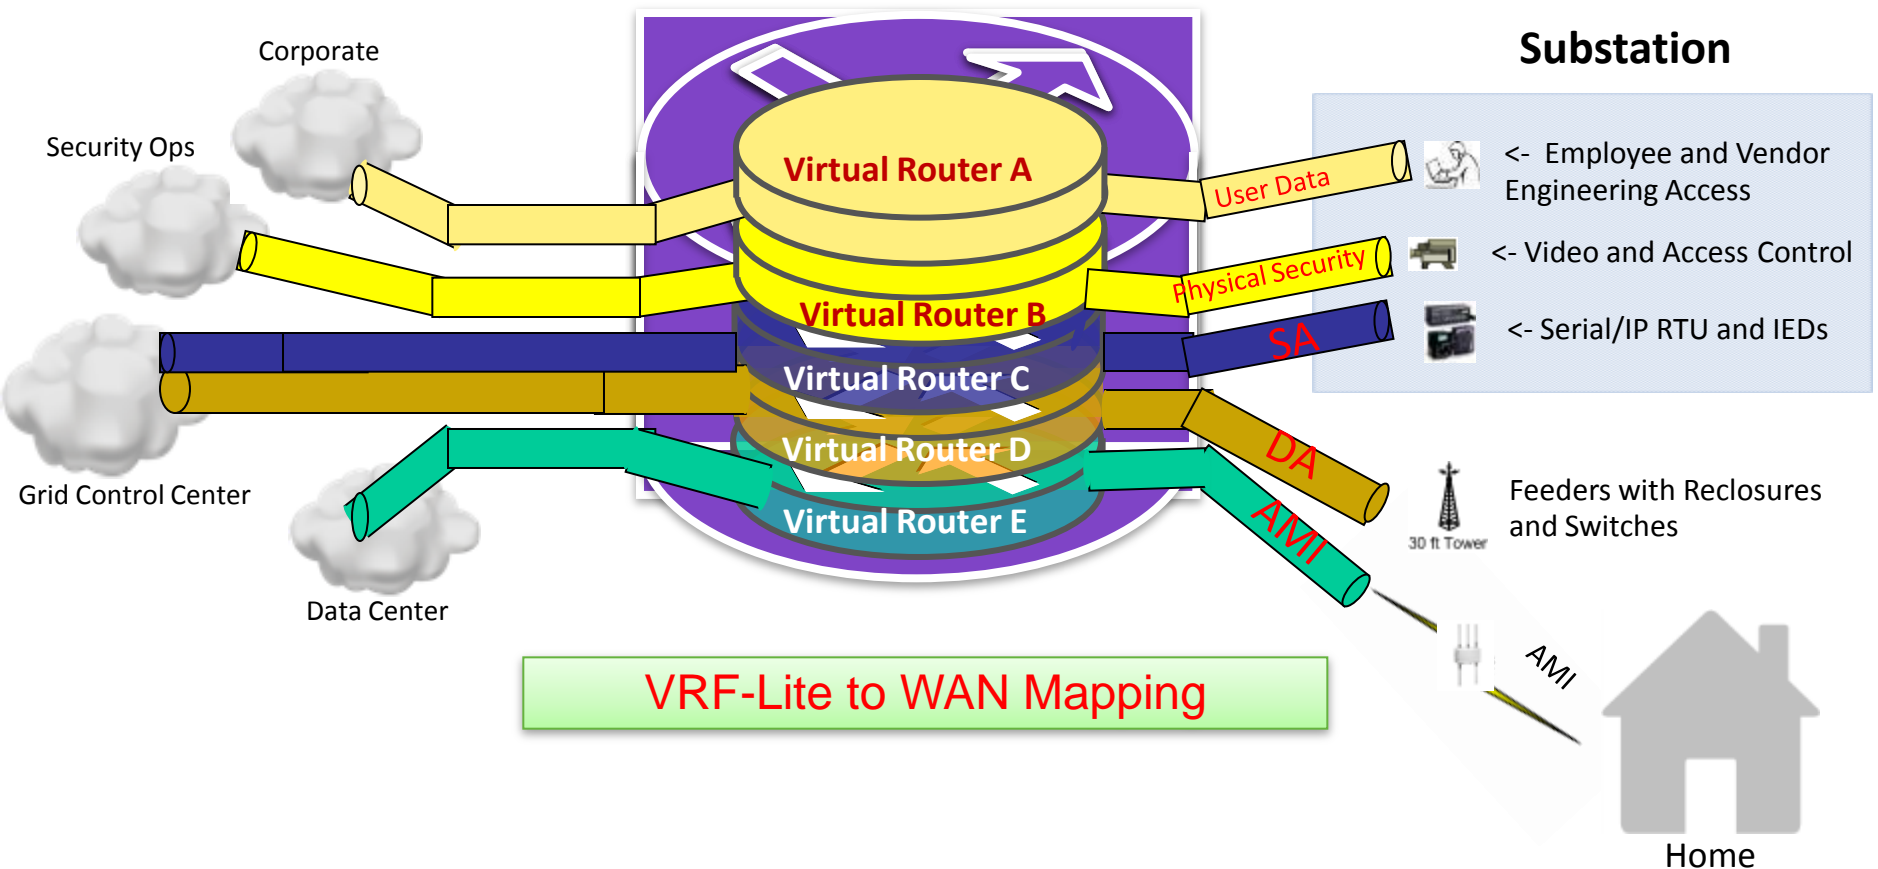 Corporate
Security Ops
Grid Control Center
Data Center
Virtual Router A
Virtual Router B
Virtual Router C
Virtual Router D
Virtual Router E
User Data
Physical Security
SA
DA
AMI
Substation
<- Employee and Vendor
Engineering Access
<- Video and Access Control
<- Serial/IP RTU and IEDs
30 ft Tower
Feeders with Reclosures
and Switches
AMI
Home
VRF-Lite to WAN Mapping